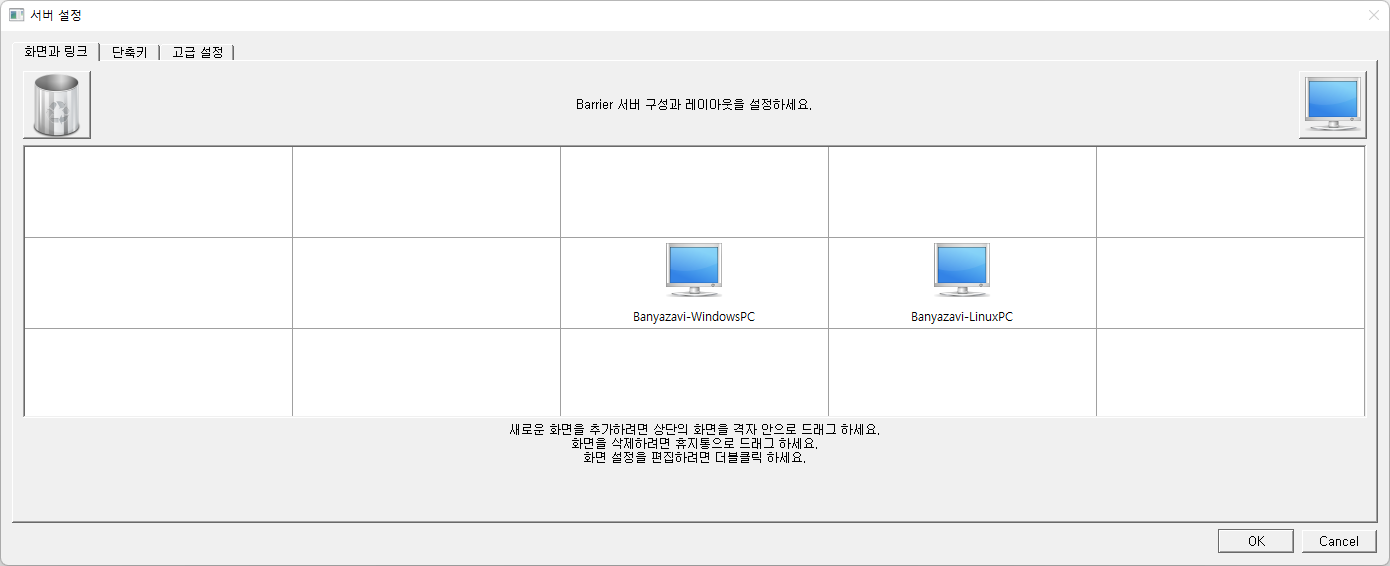 서버 설정
화면과 링크
단축키
고급 설정
Barrier 서버 구성과 레이아웃을 설정하세요.
Banyazavi-WindowsPC
Banyazavi-LinuxPC
새로운 화면을 추가하려면 상단의 화면을 격자 안으로 드래그 하세요.
화면을 삭제하려면 휴지통으로 드래그 하세요.
화면 설정을 편집하려면 더블클릭 하세요.
OK
Cancel